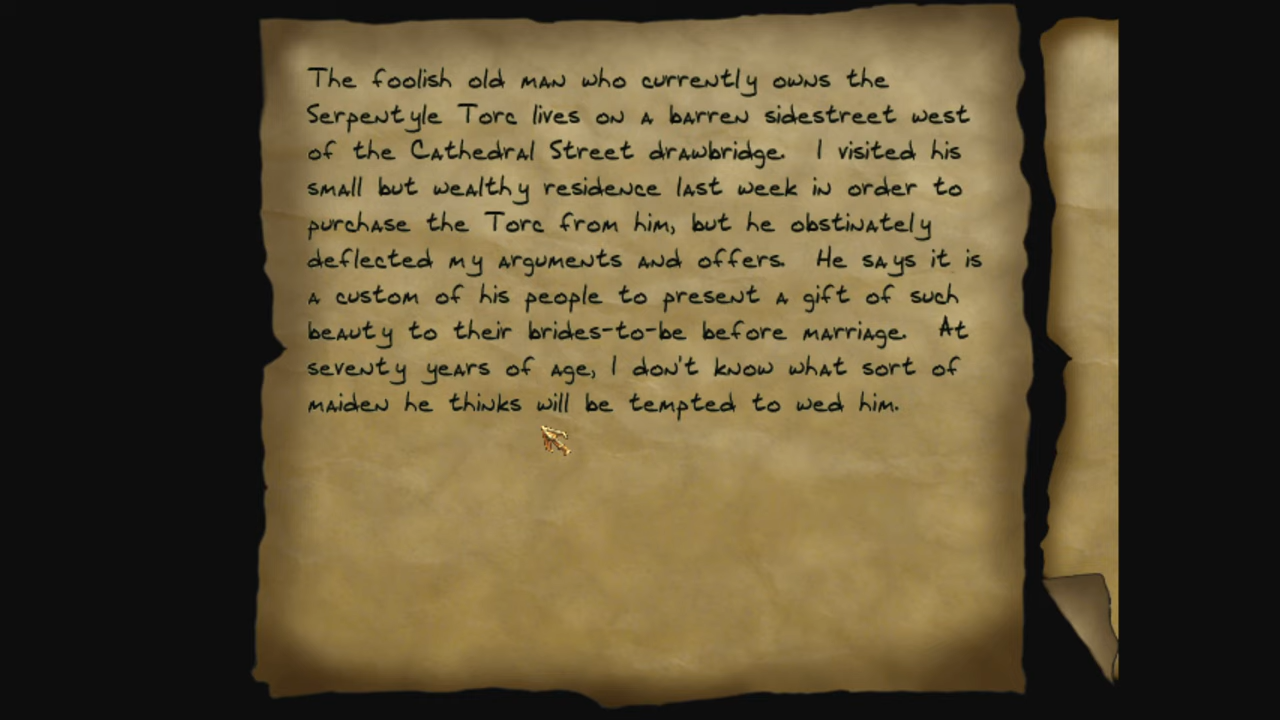 The foolish old man who currently owns the
Serpentyle Torc lives on a barren sidestreet west
of the Cathedral Street drawbridge. I visited his
small but wealthy residence last week in order to
purchase the Torc from him, but he obstinately
deflected my arguments and offers. He says it is
a custom of his people to present a gift of such
beauty to their brides-to-be before marriage. At
seventy years of age, I don't know what sort of
maiden he thinks will be tempted to wed him.